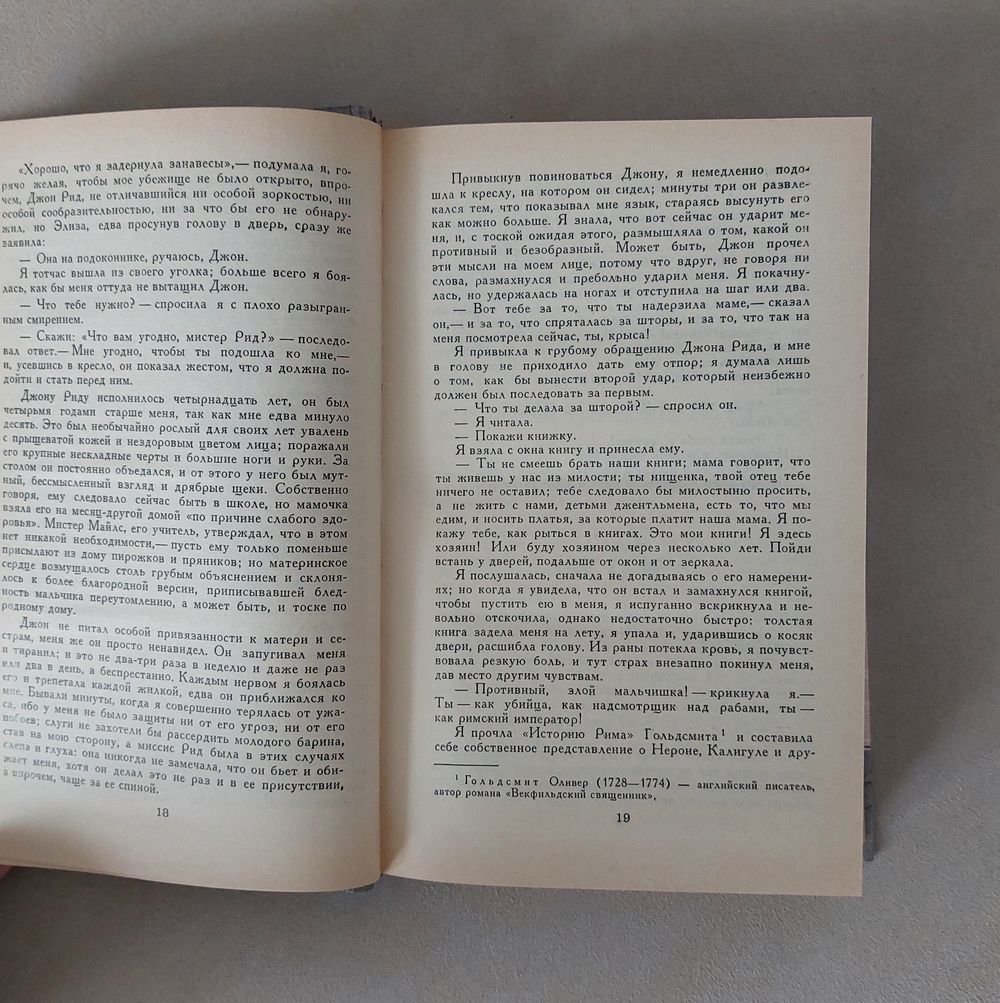 «Хорошо, что я задернула занавесы»,— подумала я, го-
рячо желая, чтобы мое убежище не было открыто, впро-
чем, Джон Рид, не отличавшийся ни особой зоркостью, ни
особой сообразительностью, ни за что бы его не обнару-
жил, но Элиза, едва просунув голову в дверь, сразу же
заявила:
— Она на подоконнике, ручаюсь, Джон.
Я тотчас вышла из своего уголка; больше всего я боя-
лась, как бы меня оттуда не вытащил Джон.
— Что тебе нужно? — спросила я с плохо разыгран-
ным смирением.
— Скажи: «Что вам угодно, мистер Рид?» — последо-
вал ответ.— Мне угодно, чтобы ты подошла ко мне,—
и, усевшись в кресло, он показал жестом, что я должна по-
дойти и стать перед ним.
Джону Риду исполнилось четырнадцать лет, он был
четырьмя годами старше меня, так как мне едва минуло
десять. Это был необычайно рослый для своих лет увалень
с прыщеватой кожей и нездоровым цветом лица; поражали
его крупные нескладные черты и большие ноги и руки. За
столом он постоянно объедался, и от этого у него был мут-
ный, бессмысленный взгляд и дряблые щеки. Собственно
говоря, ему следовало сейчас быть в школе, но мамочка
взяла его на месяц-другой домой «по причине слабого здо-
ровья». Мистер Майлс, его учитель, утверждал, что в этом
нет никакой необходимости,— пусть ему только поменьше
присылают из дому пирожков и пряников; но материнское
сердце возмущалось столь грубым объяснением и склоня-
лось к более благородной версии, приписывавшей блед-
ность мальчика переутомлению, а может быть, и тоске по
родному дому.
Джон не питал особой привязанности к матери и се-
страм, меня же он просто ненавидел. Он запугивал меня
и тиранил; и это не два-три раза в неделю и даже не раз
или два в день, а беспрестанно. Каждым нервом я боялась
его и трепетала каждой жилкой, едва он приближался ко
мне. Бывали минуты, когда я совершенно терялась от ужа-
са, ибо у меня не было защиты ни от его угроз, ни от его
побоев; слуги не захотели бы рассердить молодого барина,
став на мою сторону, а миссис Рид была в этих случаях
слепа и глуха: она никогда не замечала, что он бьет и оби-
жает меня, хотя он делал это не раз и в ее присутствии,
а впрочем, чаще за ее спиной.
18
Привыкнув повиноваться Джону, я немедленно подо-
шла к креслу, на котором он сидел; минуты три он развле-
кался тем, что показывал мне язык, стараясь высунуть его
как можно больше. Я знала, что вот сейчас он ударит ме-
ня, и, с тоской ожидая этого, размышляла о том, какой он
противный и безобразный. Может быть, Джон прочел
эти мысли на моем лице, потому что вдруг, не говоря ни
слова, размахнулся и пребольно ударил меня. Я покачну-
лась, но удержалась на ногах и отступила на шаг или два.
— Вот тебе за то, что ты надерзила маме,— сказал
он,— и за то, что спряталась за шторы, и за то, что так на
меня посмотрела сейчас, ты, крыса!
Я привыкла к грубому обращению Джона Рида, и мне
в голову не приходило дать ему отпор; я думала лишь
о том, как бы вынести второй удар, который неизбежно
должен был последовать за первым.
— Что ты делала за шторой? — спросил он.
— Я читала.
— Покажи книжку.
Я взяла с окна книгу и принесла ему.
— Ты не смеешь брать наши книги; мама говорит, что
ты живешь у нас из милости; ты нищенка, твой отец тебе
ничего не оставил; тебе следовало бы милостыню просить,
а не жить с нами, детьми джентльмена, есть то, что мы
едим, и носить платья, за которые платит наша мама. Я по-
кажу тебе, как рыться в книгах. Это мои книги! Я здесь
хозяин! Или буду хозяином через несколько лет. Пойди
встань у дверей, подальше от окон и от зеркала.
Я послушалась, сначала не догадываясь о его намерени-
ях; но когда я увидела, что он встал и замахнулся книгой,
чтобы пустить ею в меня, я испуганно вскрикнула и не-
вольно отскочила, однако недостаточно быстро: толстая
книга задела меня на лету, я упала и, ударившись о косяк
двери, расшибла голову. Из раны потекла кровь, я почувст-
вовала резкую боль, и тут страх внезапно покинул меня,
дав место другим чувствам.
— Противный, злой мальчишка! — крикнула я.—
Ты — как убийца, как надсмотрщик над рабами, ты —
как римский император!
Я прочла «Историю Рима» Гольдсмита¹ и составила
себе собственное представление о Нероне, Калигуле и дру-
¹ Гольдсмит Оливер (1728—1774) — английский писатель,
автор романа «Векфильдский священник»,
19